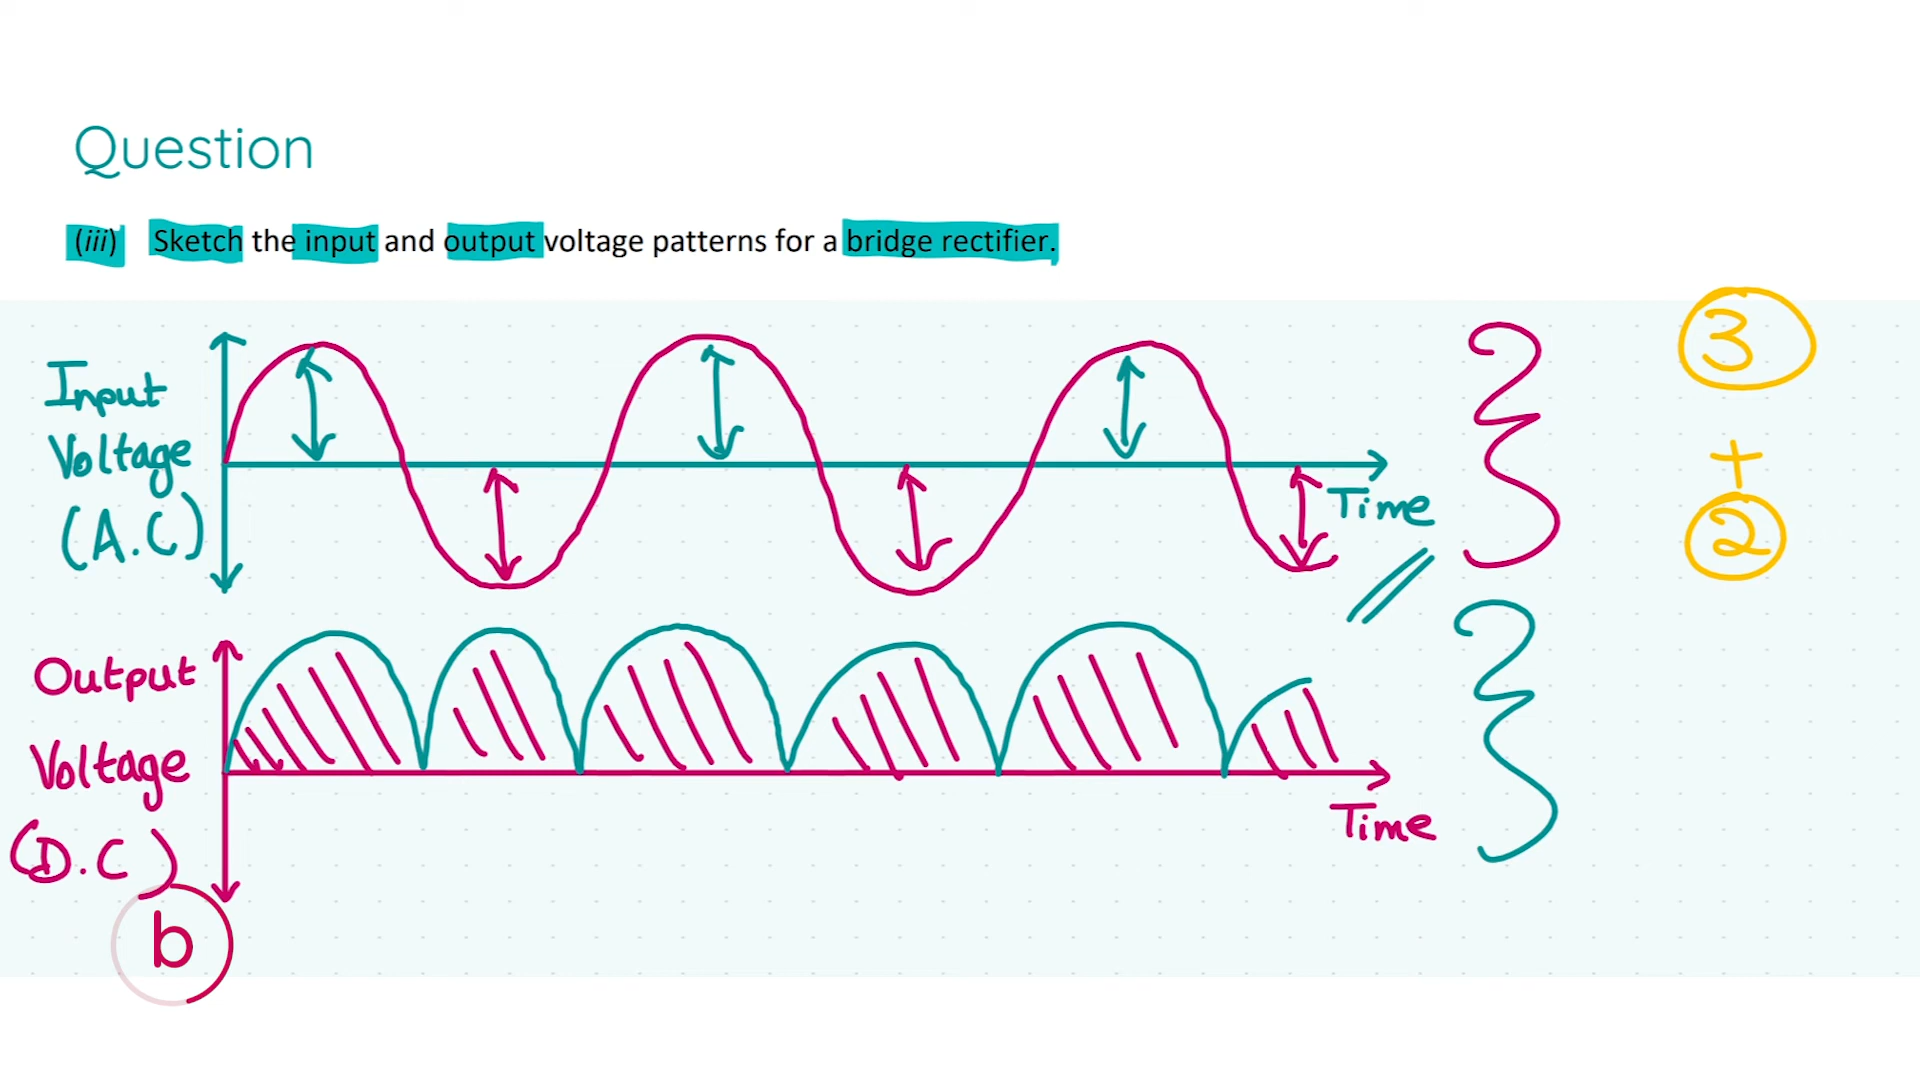 Question
(iii) Sketch the input and output voltage patterns for a bridge rectifier.
Input
Voltage
(A.C)
Time
3
+
2
Output
Voltage
(D.C)
Time
b